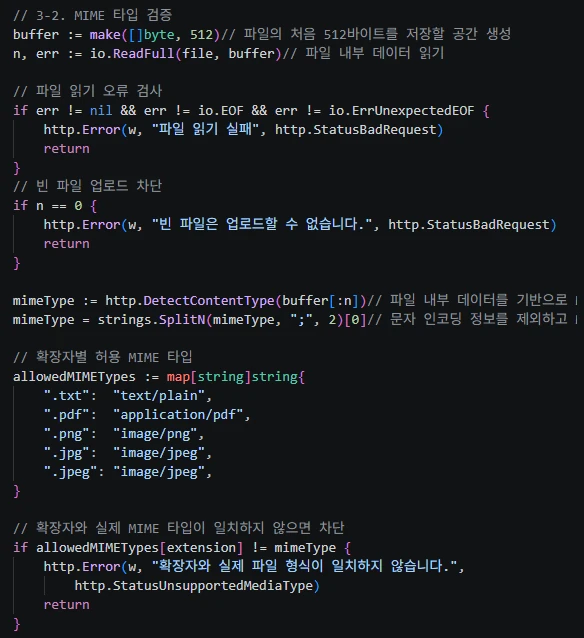 // 3-2. MIME 타입 검증
buffer := make([]byte, 512)// 파일의 처음 512바이트를 저장할 공간 생성
n, err := io.ReadFull(file, buffer)// 파일 내부 데이터 읽기
// 파일 읽기 오류 검사
if err != nil && err != io.EOF && err != io.ErrUnexpectedEOF {
    http.Error(w, "파일 읽기 실패", http.StatusBadRequest)
    return
}
// 빈 파일 업로드 차단
if n == 0 {
    http.Error(w, "빈 파일은 업로드할 수 없습니다.", http.StatusBadRequest)
    return
}
mimeType := http.DetectContentType(buffer[:n])// 파일 내부 데이터를 기반으로
mimeType = strings.SplitN(mimeType, ";", 2)[0]// 문자 인코딩 정보를 제외하고
// 확장자별 허용 MIME 타입
allowedMIMETypes := map[string]string{
    ".txt":  "text/plain",
    ".pdf":  "application/pdf",
    ".png":  "image/png",
    ".jpg":  "image/jpeg",
    ".jpeg": "image/jpeg",
}
// 확장자와 실제 MIME 타입이 일치하지 않으면 차단
if allowedMIMETypes[extension] != mimeType {
    http.Error(w, "확장자와 실제 파일 형식이 일치하지 않습니다.",
        http.StatusUnsupportedMediaType)
    return
}